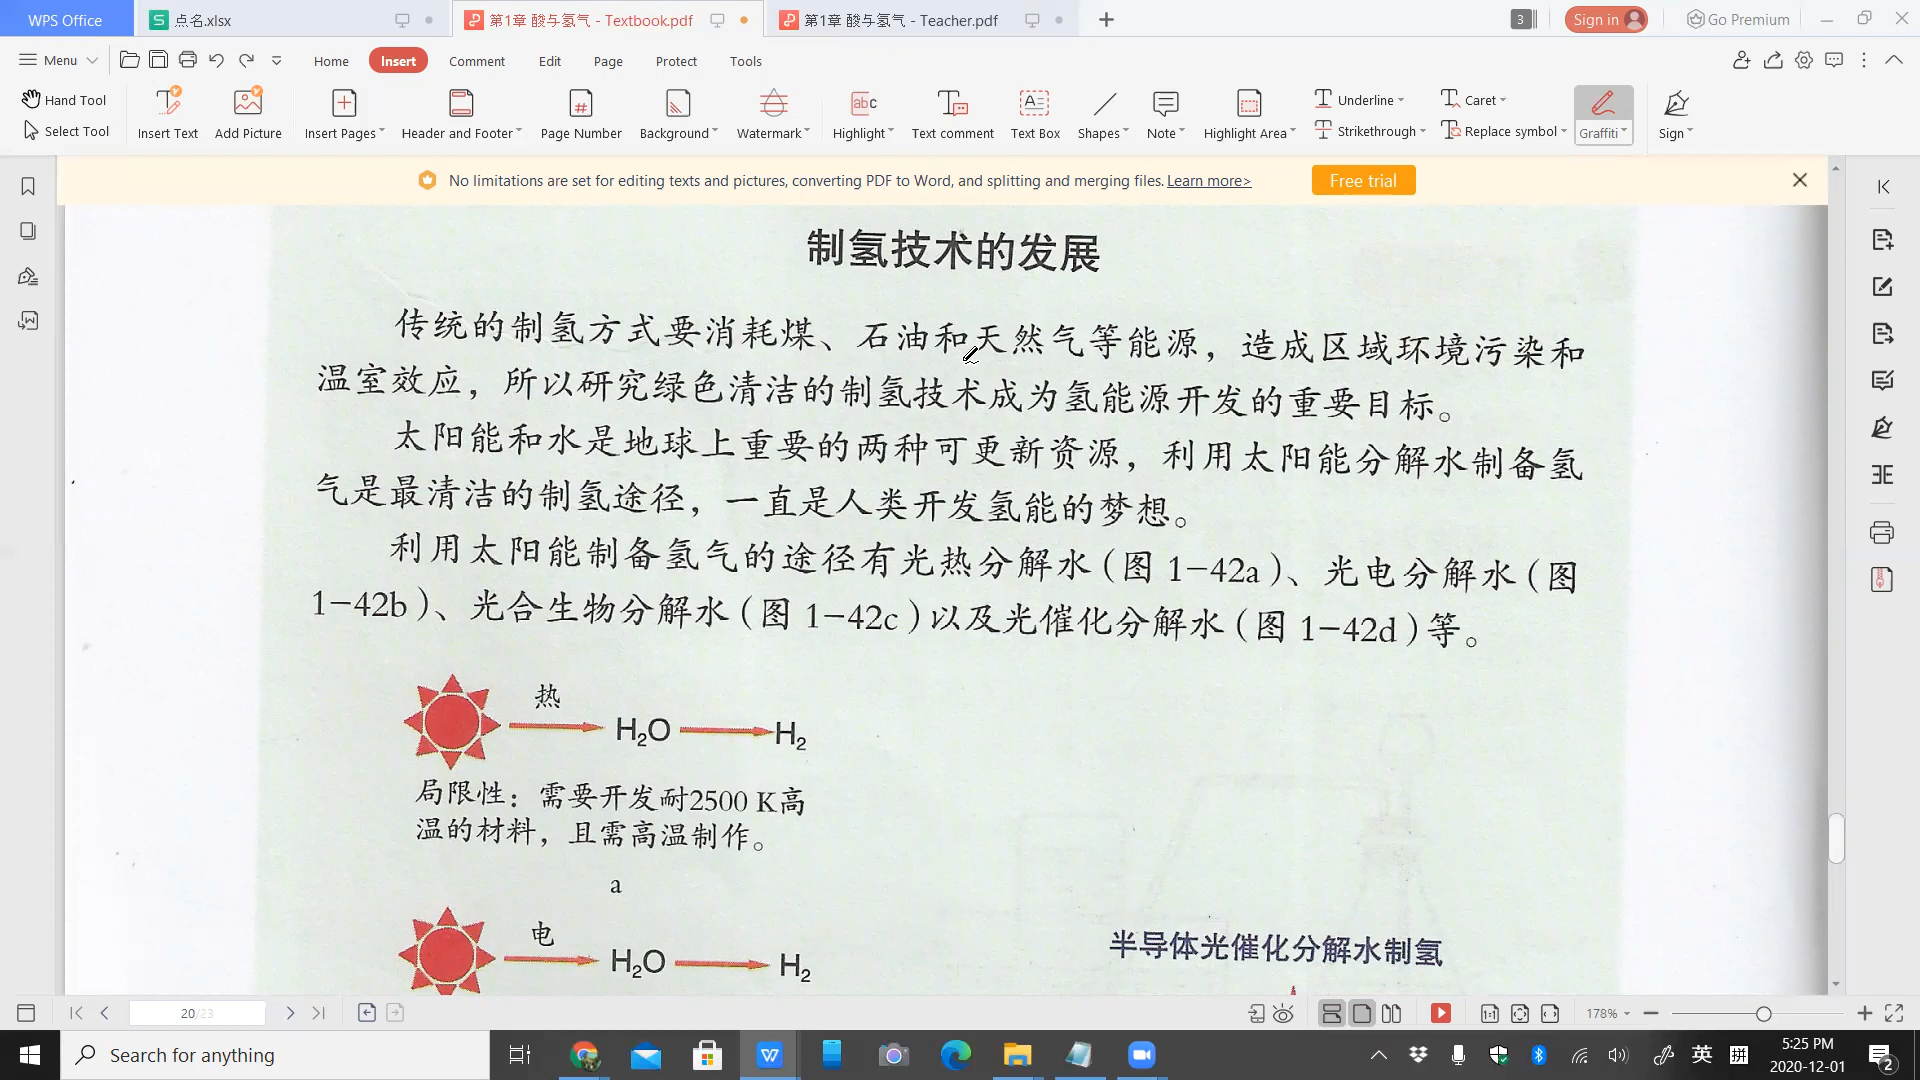 WPS Office
点名.xlsx
第1章 酸与氢气 - Textbook.pdf
第1章 酸与氢气 - Teacher.pdf
3
Sign in
Go Premium
Menu
Home
Insert
Comment
Edit
Page
Protect
Tools
Hand Tool
Select Tool
Insert Text
Add Picture
Insert Pages
Header and Footer
Page Number
Background
Watermark
Highlight
Text comment
Text Box
Shapes
Note
Highlight Area
Underline
Strikethrough
Caret
Replace symbol
Graffiti
Sign
No limitations are set for editing texts and pictures, converting PDF to Word, and splitting and merging files. Learn more>
Free trial
制氢技术的发展
传统的制氢方式要消耗煤、石油和天然气等能源，造成区域环境污染和
温室效应，所以研究绿色清洁的制氢技术成为氢能源开发的重要目标。
太阳能和水是地球上重要的两种可更新资源，利用太阳能分解水制备氢
气是最清洁的制氢途径，一直是人类开发氢能的梦想。
利用太阳能制备氢气的途径有光热分解水（图 1-42a）、光电分解水（图
1-42b）、光合生物分解水（图 1-42c）以及光催化分解水（图 1-42d）等。
热
H₂O
H₂
局限性：需要开发耐2500 K高
温的材料，且需高温制作。
a
电
H₂O
H₂
半导体光催化分解水制氢
20/23
178%
Search for anything
英
拼
5:25 PM
2020-12-01
2